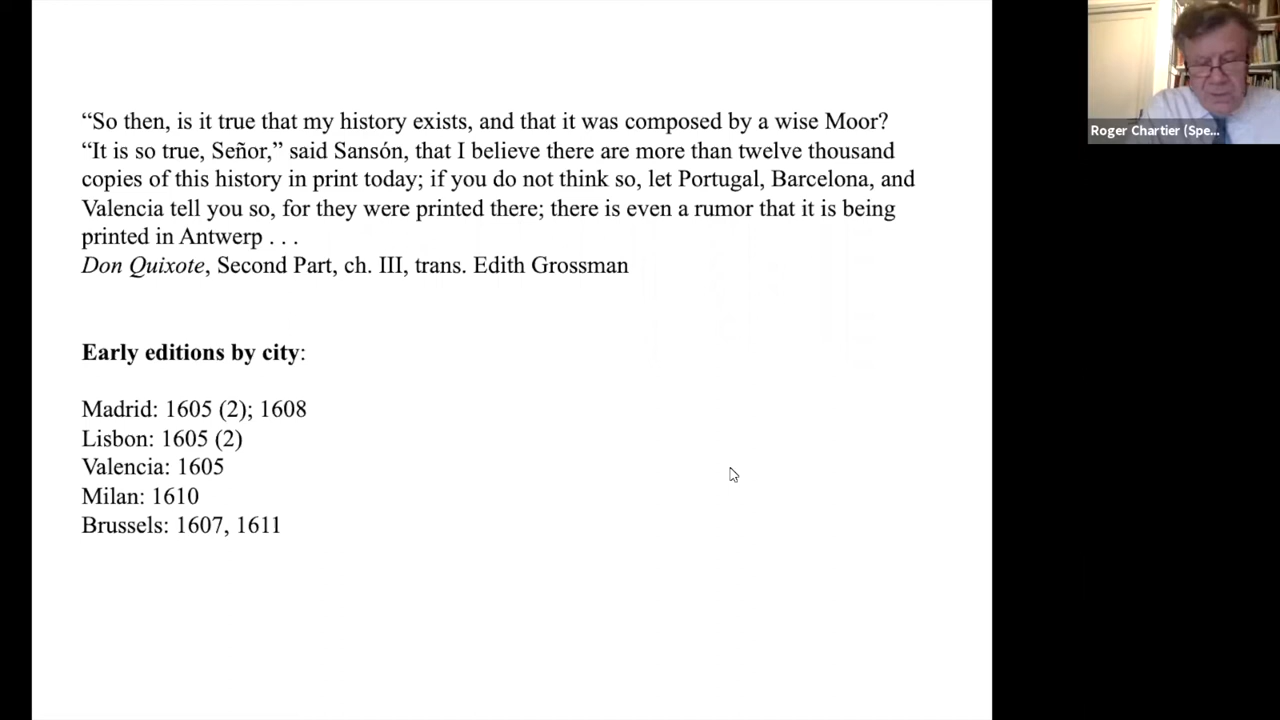 “So then, is it true that my history exists, and that it was composed by a wise Moor?
“It is so true, Señor,” said Sansón, that I believe there are more than twelve thousand
copies of this history in print today; if you do not think so, let Portugal, Barcelona, and
Valencia tell you so, for they were printed there; there is even a rumor that it is being
printed in Antwerp . . .
Don Quixote, Second Part, ch. III, trans. Edith Grossman
Early editions by city:
Madrid: 1605 (2); 1608
Lisbon: 1605 (2)
Valencia: 1605
Milan: 1610
Brussels: 1607, 1611
Roger Chartier (Spe...